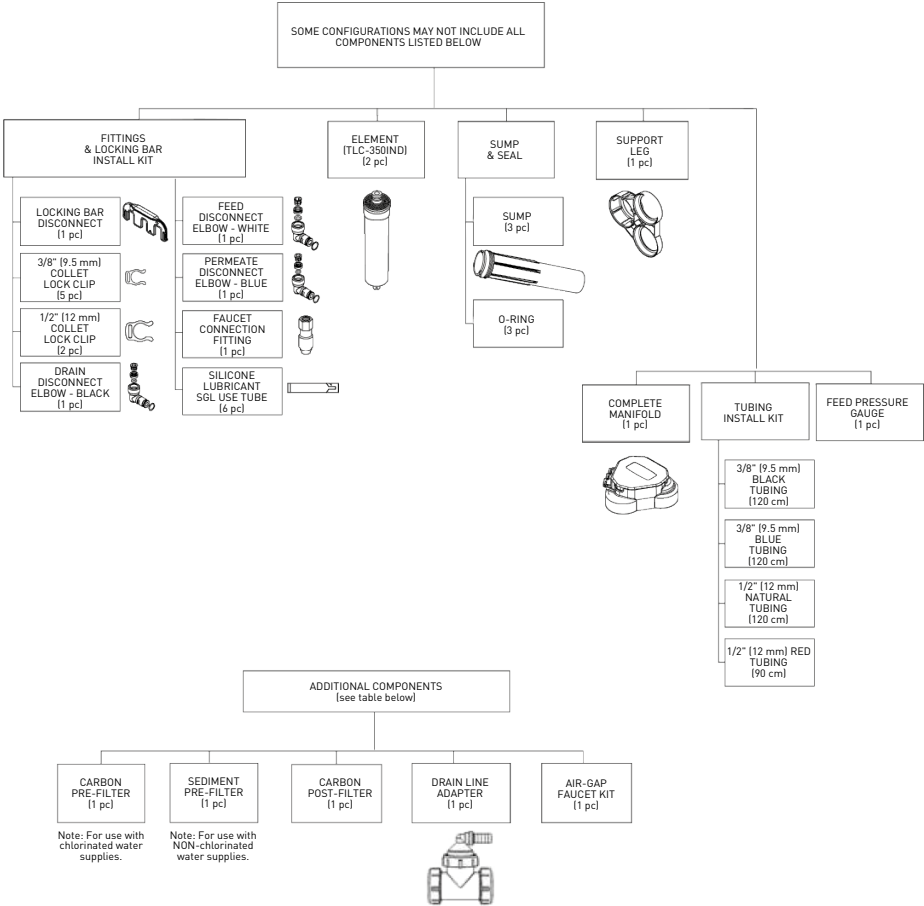 SOME CONFIGURATIONS MAY NOT INCLUDE ALL
COMPONENTS LISTED BELOW
FITTINGS
& LOCKING BAR
INSTALL KIT
LOCKING BAR
DISCONNECT
(1 pc)
3/8" (9.5 mm)
COLLET
LOCK CLIP
(5 pc)
1/2" (12 mm)
COLLET
LOCK CLIP
(2 pc)
DRAIN
DISCONNECT
ELBOW - BLACK
(1 pc)
FEED
DISCONNECT
ELBOW - WHITE
(1 pc)
PERMEATE
DISCONNECT
ELBOW - BLUE
(1 pc)
FAUCET
CONNECTION
FITTING
(1 pc)
SILICONE
LUBRICANT
SGL USE TUBE
(6 pc)
ELEMENT
(TLC-350IND)
(2 pc)
SUMP
& SEAL
SUMP
(3 pc)
O-RING
(3 pc)
SUPPORT
LEG
(1 pc)
COMPLETE
MANIFOLD
(1 pc)
TUBING
INSTALL KIT
3/8" (9.5 mm)
BLACK
TUBING
(120 cm)
3/8" (9.5 mm)
BLUE
TUBING
(120 cm)
1/2" (12 mm)
NATURAL
TUBING
(120 cm)
1/2" (12 mm) RED
TUBING
(90 cm)
FEED PRESSURE
GAUGE
(1 pc)
ADDITIONAL COMPONENTS
(see table below)
CARBON
PRE-FILTER
(1 pc)
Note: For use with
chlorinated water
supplies.
SEDIMENT
PRE-FILTER
(1 pc)
Note: For use with
NON-chlorinated
water supplies.
CARBON
POST-FILTER
(1 pc)
DRAIN LINE
ADAPTER
(1 pc)
AIR-GAP
FAUCET KIT
(1 pc)